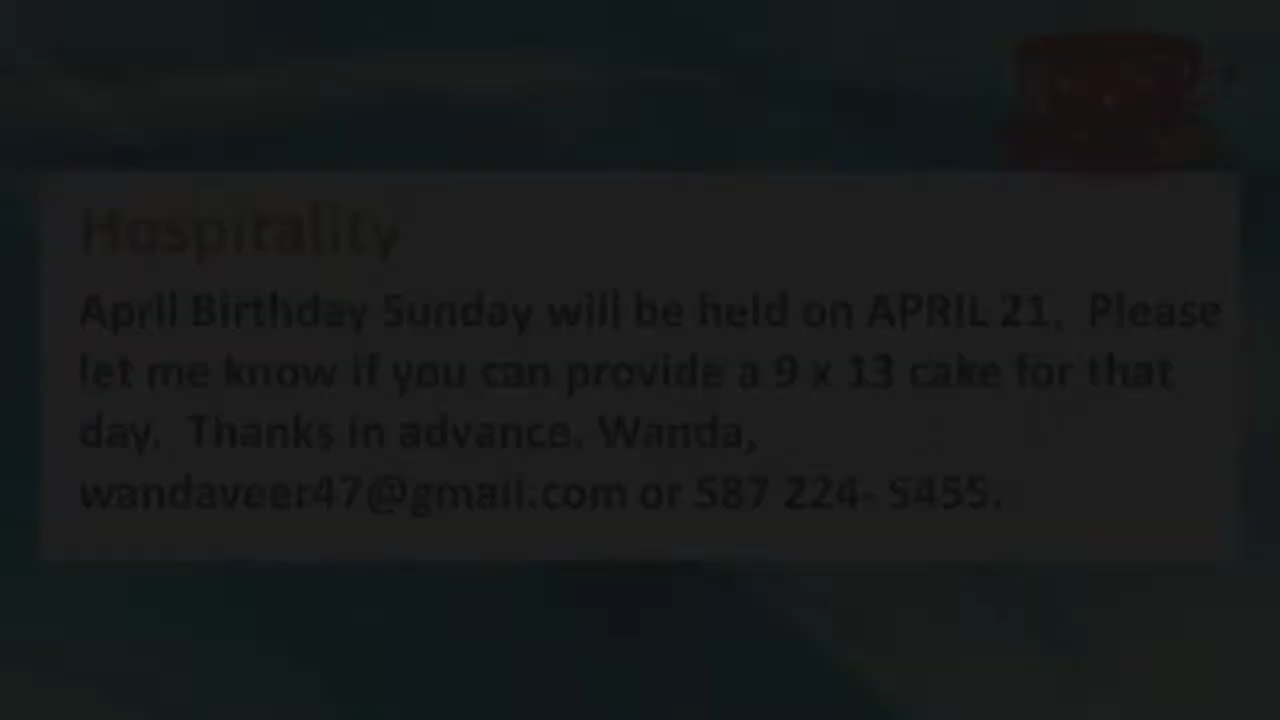 Hospitality
April Birthday Sunday will be held on APRIL 21.  Please
let me know if you can provide a 9 x 13 cake for that
day.  Thanks in advance. Wanda,
wandaveer47@gmail.com or 587 224- 5455.